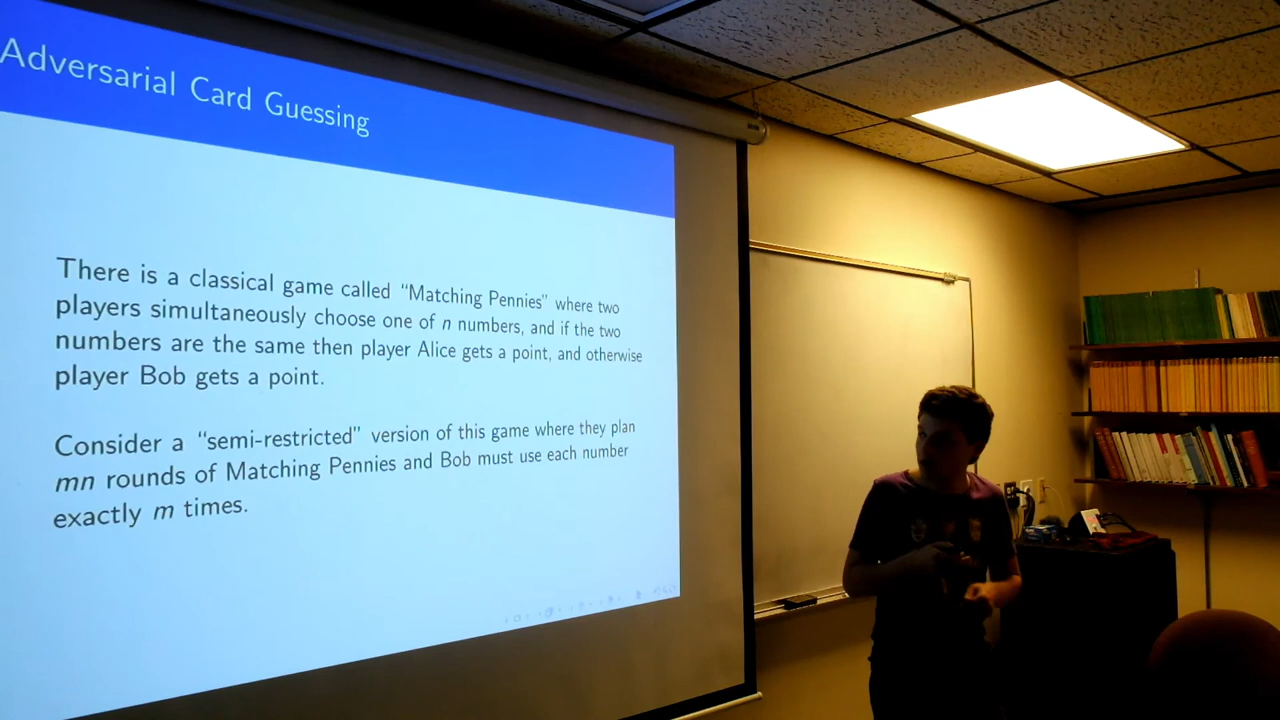 Adversarial Card Guessing
There is a classical game called “Matching Pennies” where two
players simultaneously choose one of n numbers, and if the two
numbers are the same then player Alice gets a point, and otherwise
player Bob gets a point.
Consider a “semi-restricted” version of this game where they plan
mn rounds of Matching Pennies and Bob must use each number
exactly m times.